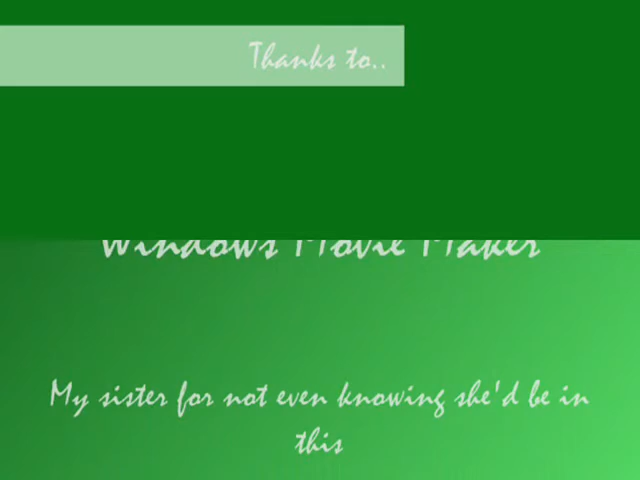 Thanks to..
Windows Movie Maker
My sister for not even knowing she'd be in
this